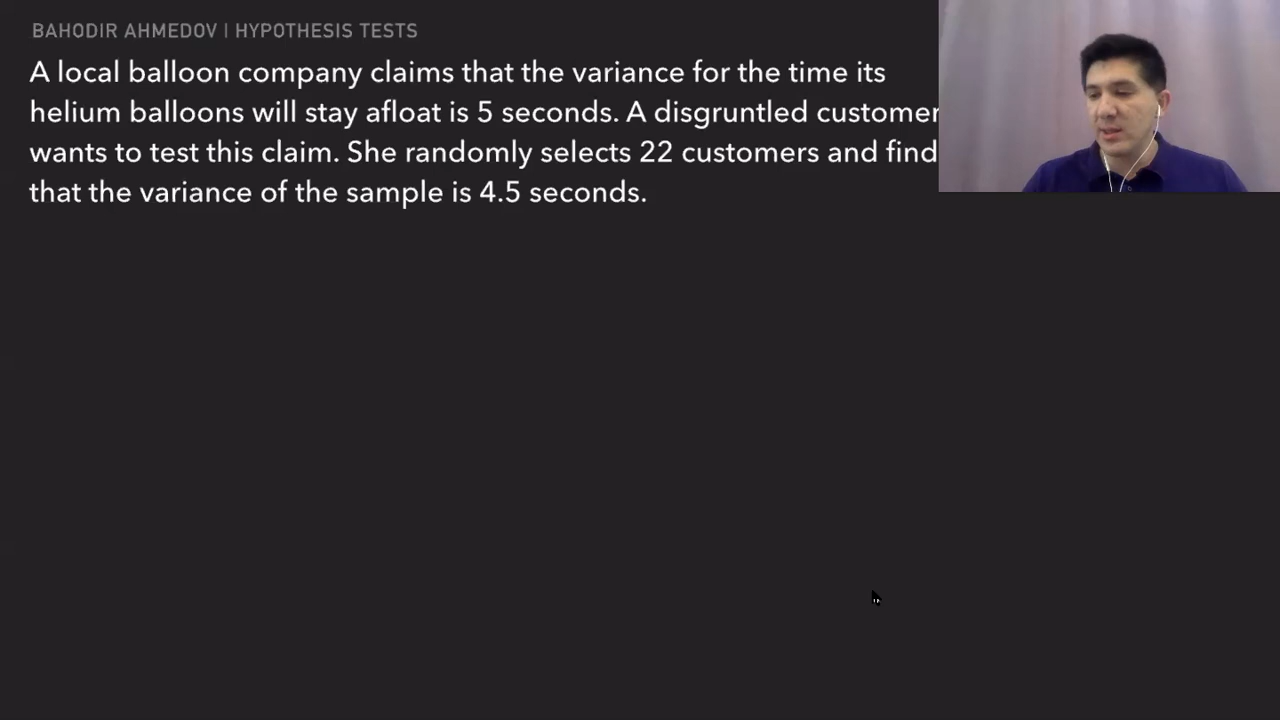 BAHODIR AHMEDOV | HYPOTHESIS TESTS
A local balloon company claims that the variance for the time its
helium balloons will stay afloat is 5 seconds. A disgruntled customer
wants to test this claim. She randomly selects 22 customers and find
that the variance of the sample is 4.5 seconds.